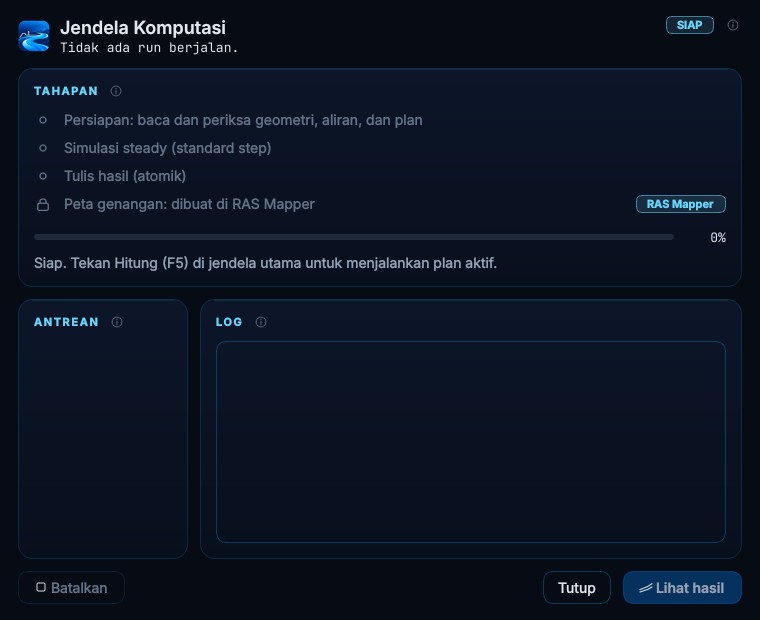 Jendela Komputasi
Tidak ada run berjalan.
SIAP
TAHAPAN
Persiapan: baca dan periksa geometri, aliran, dan plan
Simulasi steady (standard step)
Tulis hasil (atomik)
Peta genangan: dibuat di RAS Mapper
RAS Mapper
0%
Siap. Tekan Hitung (F5) di jendela utama untuk menjalankan plan aktif.
ANTREAN
LOG
Batalkan
Tutup
Lihat hasil